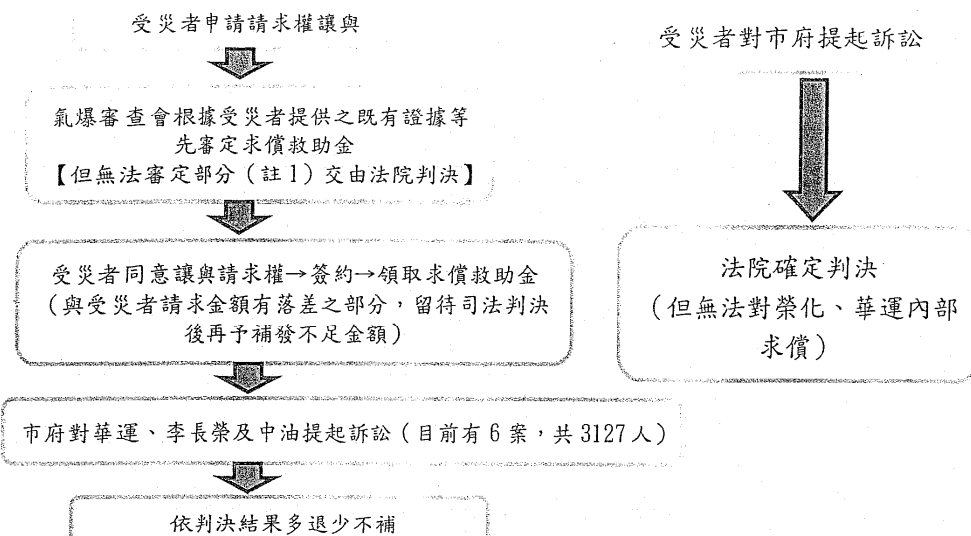 受災者申請請求權讓與
氣爆審查會根據受災者提供之既有證據等
先審定求償救助金
【但無法審定部分（註1）交由法院判決】
受災者同意讓與請求權→簽約→領取求償救助金
（與受災者請求金額有落差之部分，留待司法判決
後再予補發不足金額）
市府對華運、李長榮及中油提起訴訟（目前有6案，共3127人）
依判決結果多退少不補
受災者對市府提起訴訟
法院確定判決
（但無法對榮化、華運內部
求償）